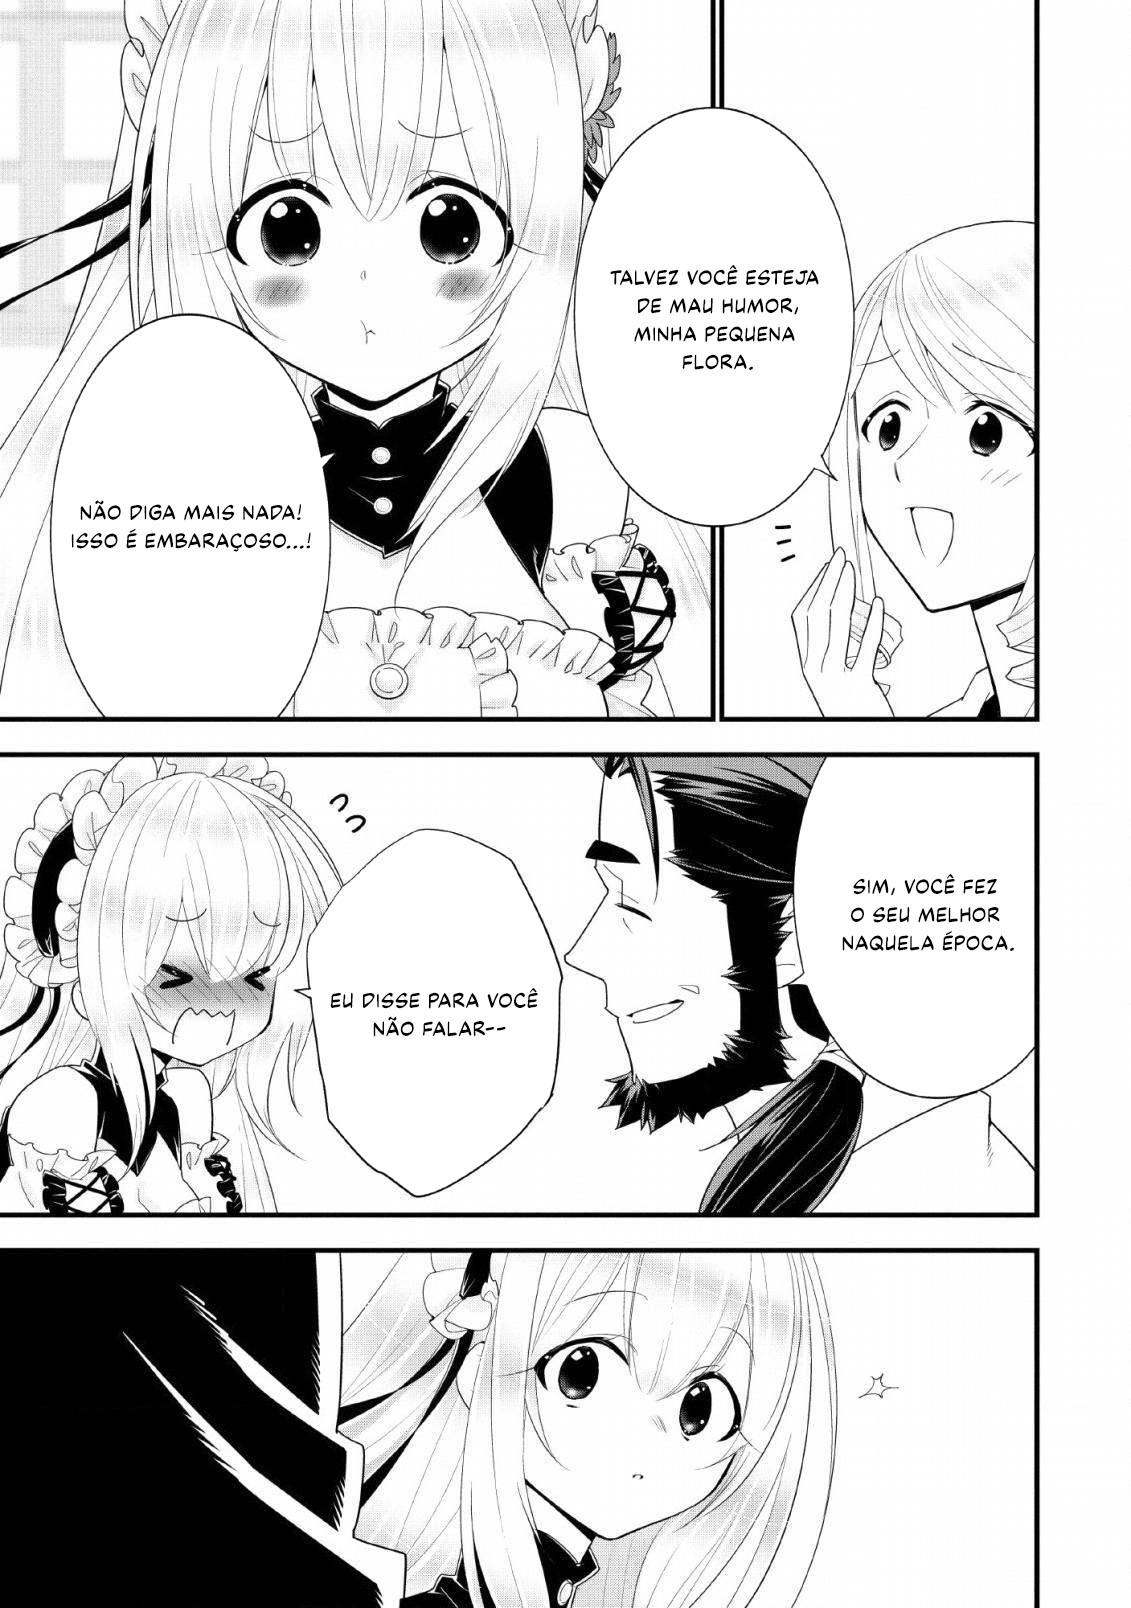 TALVEZ VOCÊ ESTEJA
DE MAU HUMOR,
MINHA PEQUENA
FLORA.
NÃO DIGA MAIS NADA!
ISSO É EMBARAÇOSO...!
SIM, VOCÊ FEZ
O SEU MELHOR
NAQUELA ÉPOCA.
EU DISSE PARA VOCÊ
NÃO FALAR--